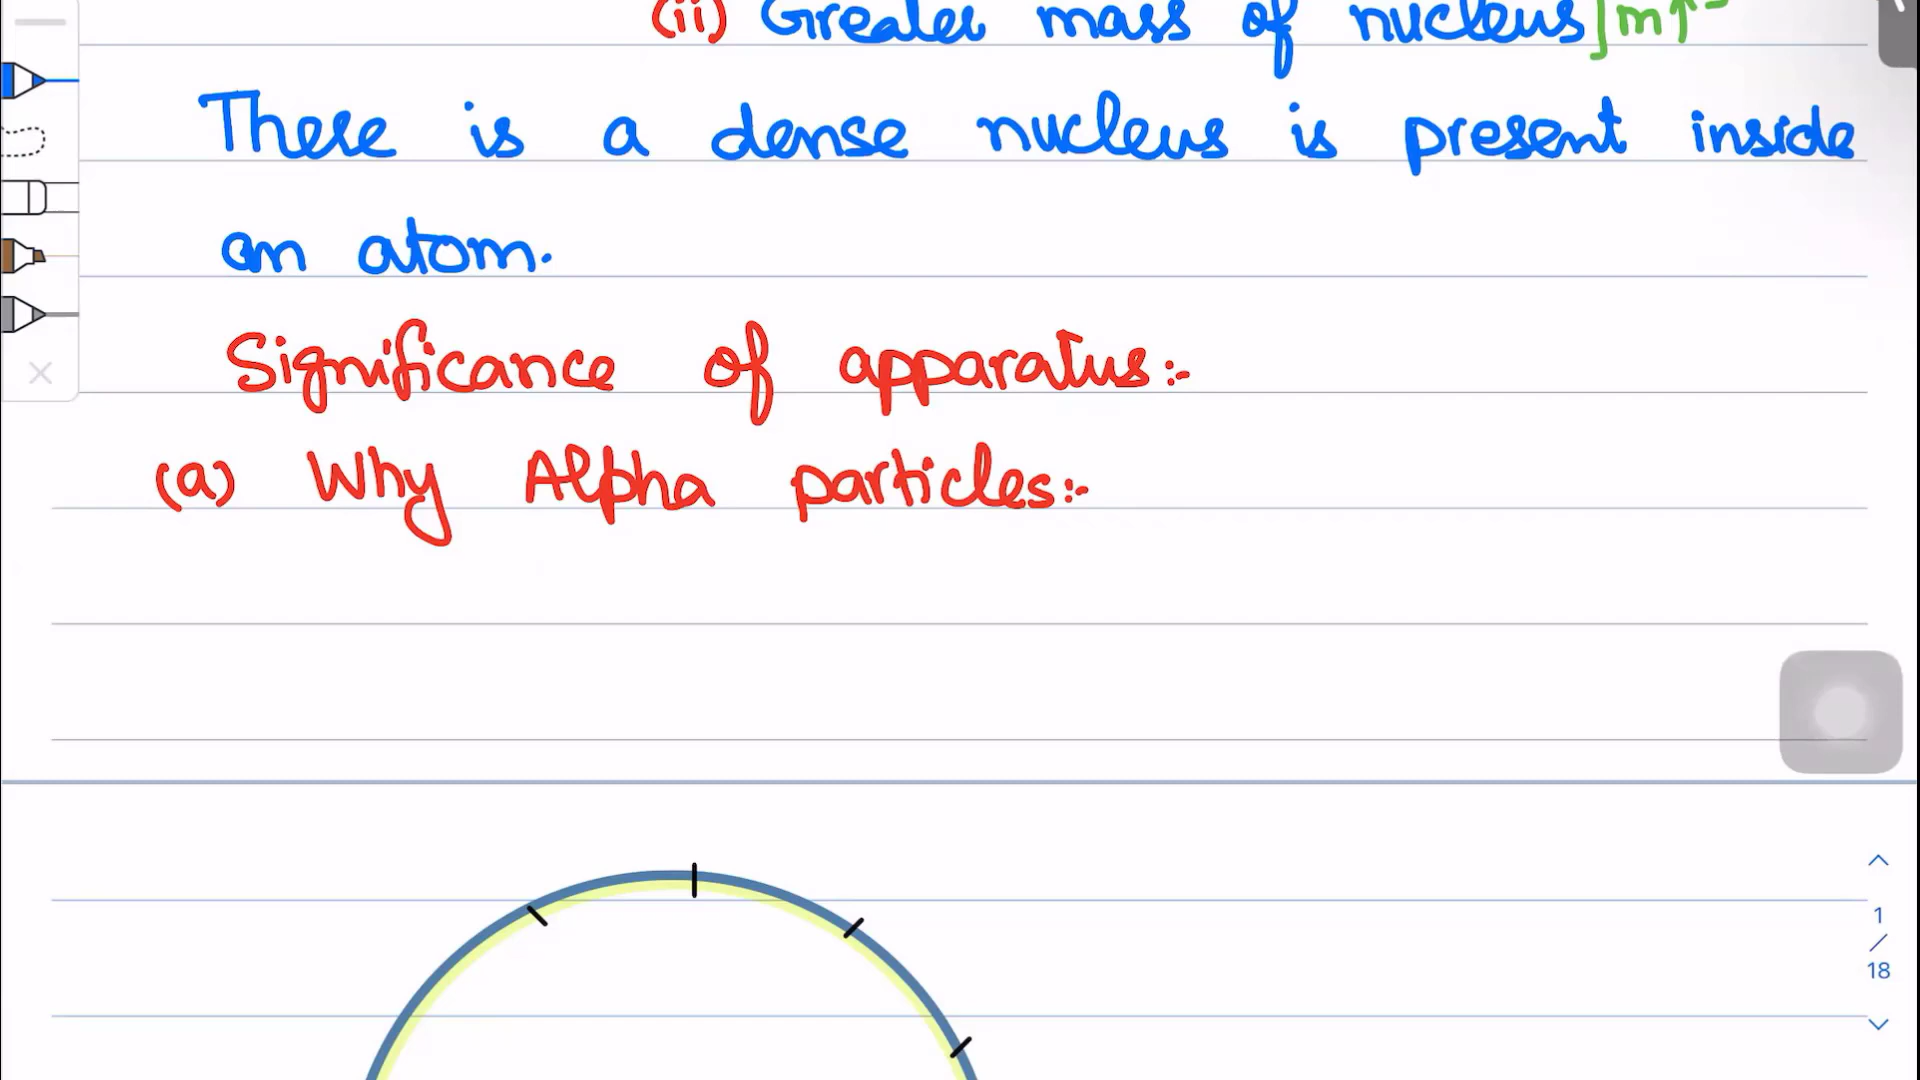 (ii) Greater mass of nucleus] m↑=
There is a dense nucleus is present inside
an atom.
Significance of apparatus:-
(a) Why Alpha particles:-
1
/
18